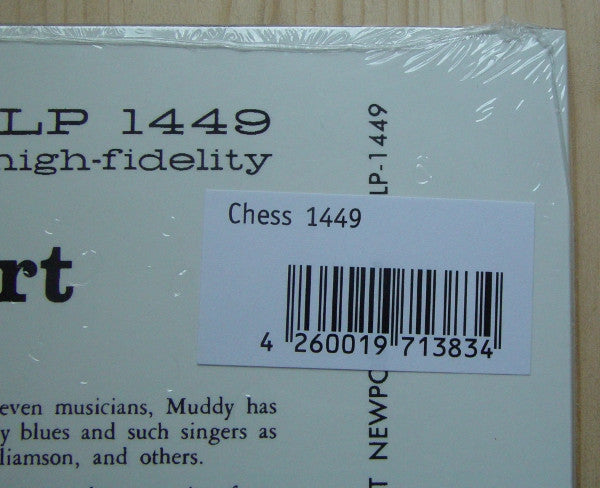 LP 1449
high-fidelity
LP-1449
Chess 1449
rt
4 260019 713834
T NEWPO
even musicians, Muddy has
y blues and such singers as
liamson, and others.